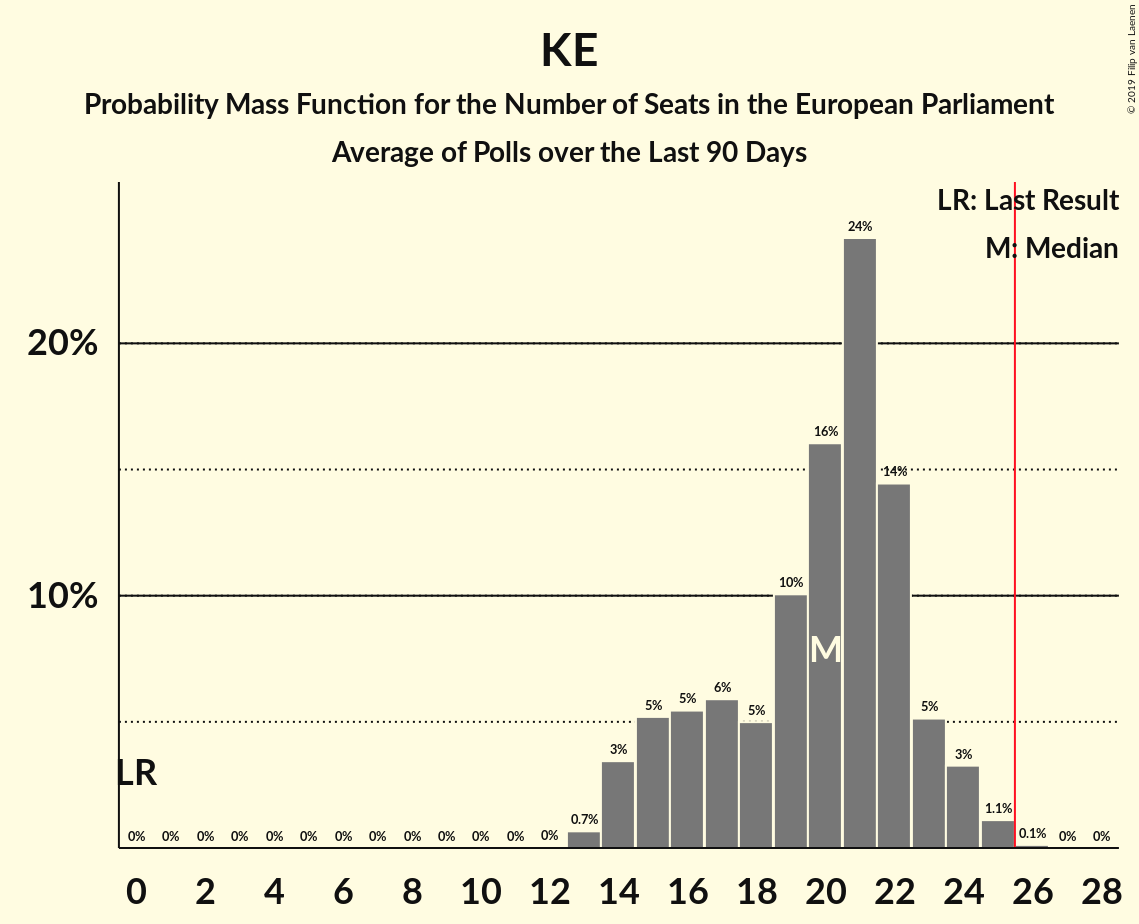 KE
Probability Mass Function for the Number of Seats in the European Parliament
Average of Polls over the Last 90 Days
© 2019 Filip van Laenen
LR: Last Result
M: Median
20%
10%
24%
16%
14%
10%
6%
5%
5%
5%
5%
3%
3%
1.1%
0.7%
0.1%
0% 0% 0% 0% 0% 0% 0% 0% 0% 0% 0% 0% 0% 0% 0%
M
LR
0 2 4 6 8 10 12 14 16 18 20 22 24 26 28